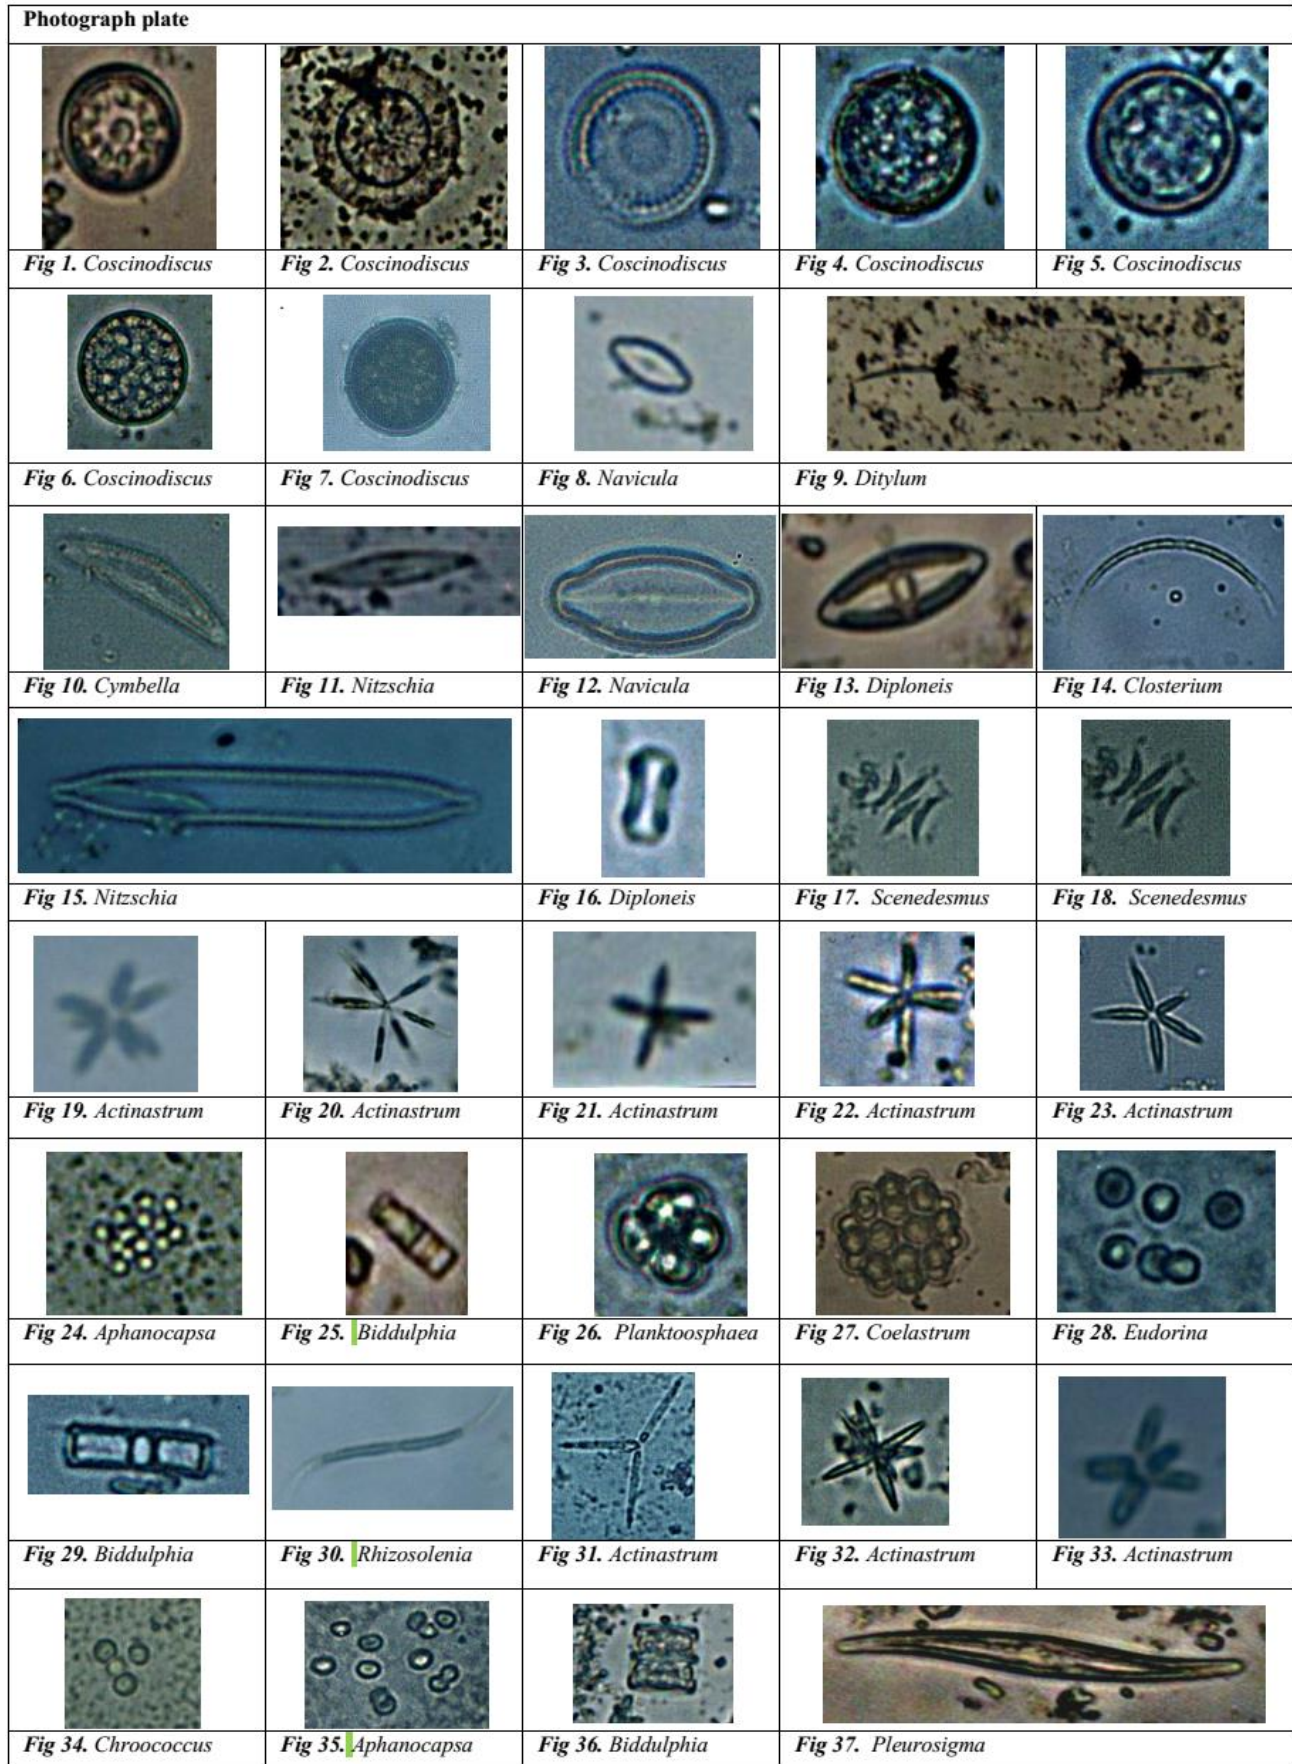 Photograph plate
Fig 1. Coscinodiscus
Fig 2. Coscinodiscus
Fig 3. Coscinodiscus
Fig 4. Coscinodiscus
Fig 5. Coscinodiscus
Fig 6. Coscinodiscus
Fig 7. Coscinodiscus
Fig 8. Navicula
Fig 9. Ditylum
Fig 10. Cymbella
Fig 11. Nitzschia
Fig 12. Navicula
Fig 13. Diploneis
Fig 14. Closterium
Fig 15. Nitzschia
Fig 16. Diploneis
Fig 17. Scenedesmus
Fig 18. Scenedesmus
Fig 19. Actinastrum
Fig 20. Actinastrum
Fig 21. Actinastrum
Fig 22. Actinastrum
Fig 23. Actinastrum
Fig 24. Aphanocapsa
Fig 25. Biddulphia
Fig 26. Planktoosphaea
Fig 27. Coelastrum
Fig 28. Eudorina
Fig 29. Biddulphia
Fig 30. Rhizosolenia
Fig 31. Actinastrum
Fig 32. Actinastrum
Fig 33. Actinastrum
Fig 34. Chroococcus
Fig 35. Aphanocapsa
Fig 36. Biddulphia
Fig 37. Pleurosigma